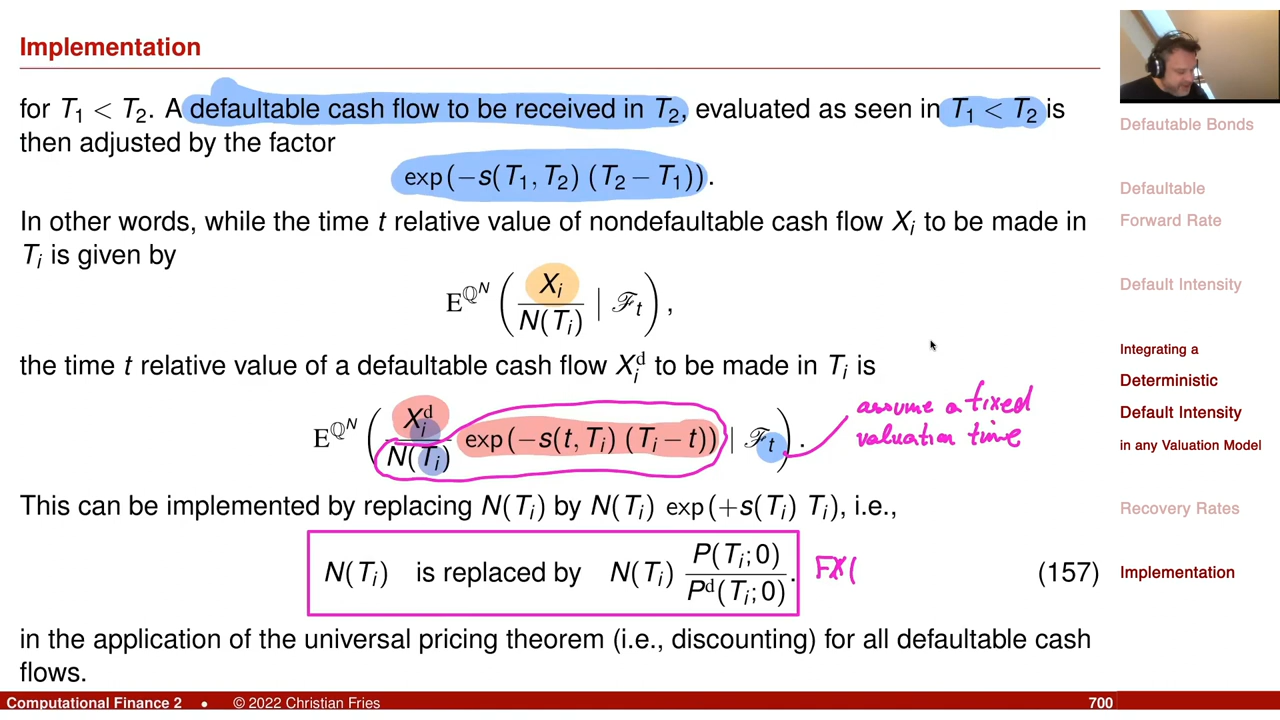 Implementation
for T₁ < T₂. A defaultable cash flow to be received in T₂, evaluated as seen in T₁ < T₂ is
then adjusted by the factor
exp(−s(T₁, T₂) (T₂ − T₁)).
In other words, while the time t relative value of nondefaultable cash flow Xᵢ to be made in
Tᵢ is given by
E^{ℚ^N} ( Xᵢ / N(Tᵢ) | ℱₜ ),
the time t relative value of a defaultable cash flow Xᵢᵈ to be made in Tᵢ is
E^{ℚ^N} ( Xᵢᵈ / N(Tᵢ) exp(−s(t, Tᵢ) (Tᵢ − t)) | ℱₜ ).
assume a fixed
valuation time
This can be implemented by replacing N(Tᵢ) by N(Tᵢ) exp(+s(Tᵢ) Tᵢ), i.e.,
N(Tᵢ) is replaced by N(Tᵢ) P(Tᵢ;0) / Pᵈ(Tᵢ;0). FX( (157)
in the application of the universal pricing theorem (i.e., discounting) for all defaultable cash
flows.
Defautable Bonds
Defaultable
Forward Rate
Default Intensity
Integrating a
Deterministic
Default Intensity
in any Valuation Model
Recovery Rates
Implementation
Computational Finance 2 • © 2022 Christian Fries 700